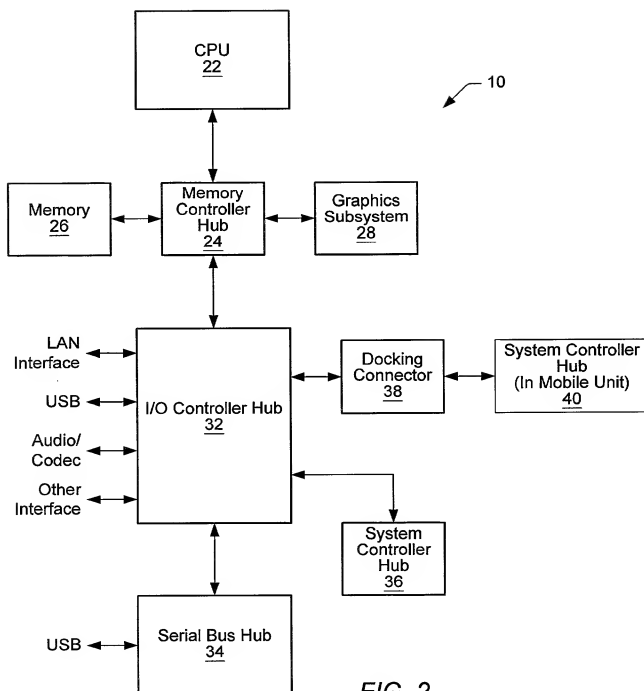 CPU
22
10
Memory
26
Memory
Controller
Hub
24
Graphics
Subsystem
28
LAN
Interface
USB
Audio/
Codec
Other
Interface
I/O Controller Hub
32
Docking
Connector
38
System Controller
Hub
(In Mobile Unit)
40
System
Controller
Hub
36
USB
Serial Bus Hub
34
FIG. 2